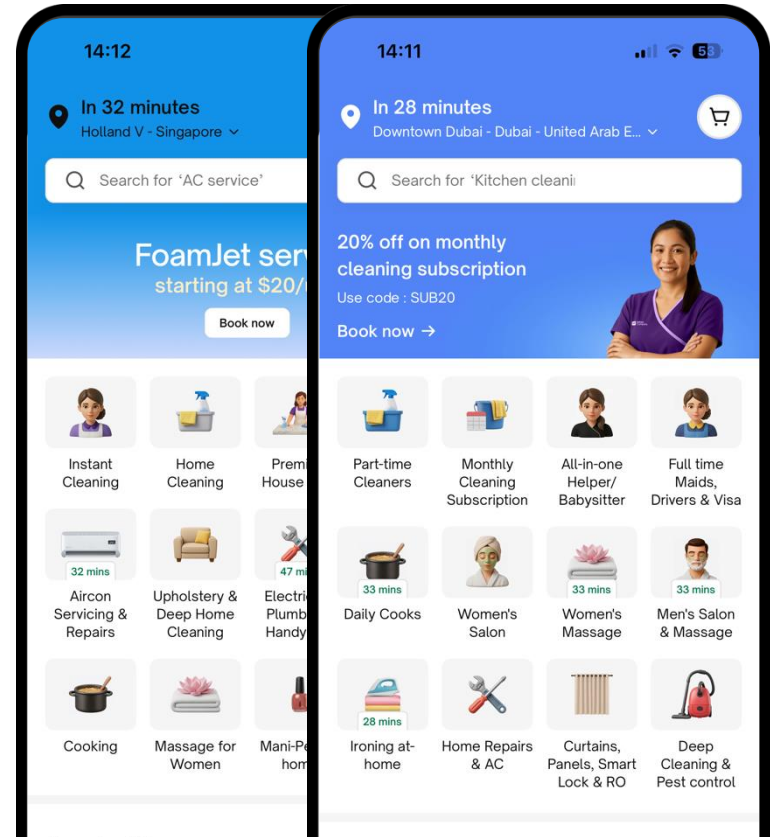 14:12
In 32 minutes
Holland V - Singapore
Search for ‘AC service’
FoamJet ser
starting at $20/
Book now
Instant
Cleaning
Home
Cleaning
Premi
House
32 mins
Aircon
Servicing &
Repairs
Upholstery &
Deep Home
Cleaning
47 mi
Electri
Plumb
Handy
Cooking
Massage for
Women
Mani-Pe
hom
14:11
53
In 28 minutes
Downtown Dubai - Dubai - United Arab E...
Search for ‘Kitchen cleani
20% off on monthly
cleaning subscription
Use code : SUB20
Book now →
Part-time
Cleaners
Monthly
Cleaning
Subscription
All-in-one
Helper/
Babysitter
Full time
Maids,
Drivers & Visa
33 mins
Daily Cooks
Women's
Salon
33 mins
Women's
Massage
33 mins
Men's Salon
& Massage
28 mins
Ironing at-
home
Home Repairs
& AC
Curtains,
Panels, Smart
Lock & RO
Deep
Cleaning &
Pest control